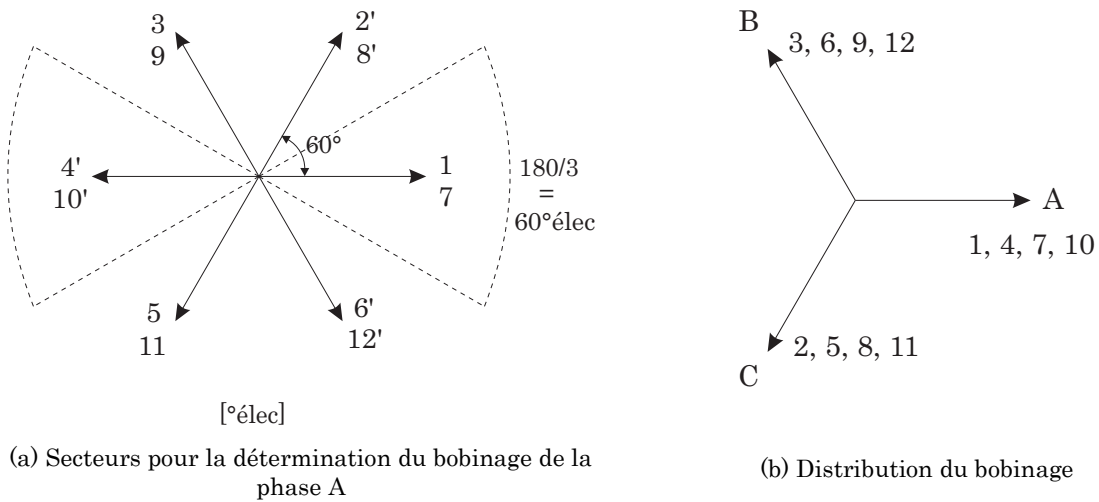 3
9
2'
8'
60°
4'
10'
1
7
180/3
=
60°élec
5
11
6'
12'
[°élec]
(a) Secteurs pour la détermination du bobinage de la
phase A
B
3, 6, 9, 12
A
1, 4, 7, 10
2, 5, 8, 11
C
(b) Distribution du bobinage